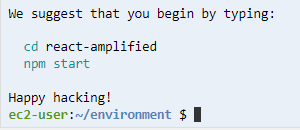 We suggest that you begin by typing:
cd react-amplified
npm start
Happy hacking!
ec2-user:~/environment $